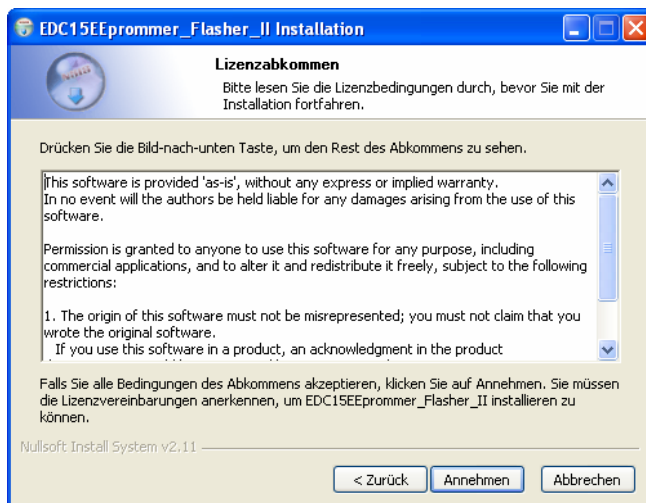 EDC15EEprommer_Flasher_II Installation
Lizenzabkommen
Bitte lesen Sie die Lizenzbedingungen durch, bevor Sie mit der
Installation fortfahren.
Drücken Sie die Bild-nach-unten Taste, um den Rest des Abkommens zu sehen.
This software is provided 'as-is', without any express or implied warranty.
In no event will the authors be held liable for any damages arising from the use of this
software.
Permission is granted to anyone to use this software for any purpose, including
commercial applications, and to alter it and redistribute it freely, subject to the following
restrictions:
1. The origin of this software must not be misrepresented; you must not claim that you
wrote the original software.
If you use this software in a product, an acknowledgment in the product
Falls Sie alle Bedingungen des Abkommens akzeptieren, klicken Sie auf Annehmen. Sie müssen
die Lizenzvereinbarungen anerkennen, um EDC15EEprommer_Flasher_II installieren zu
können.
Nullsoft Install System v2.11
< Zurück Annehmen Abbrechen